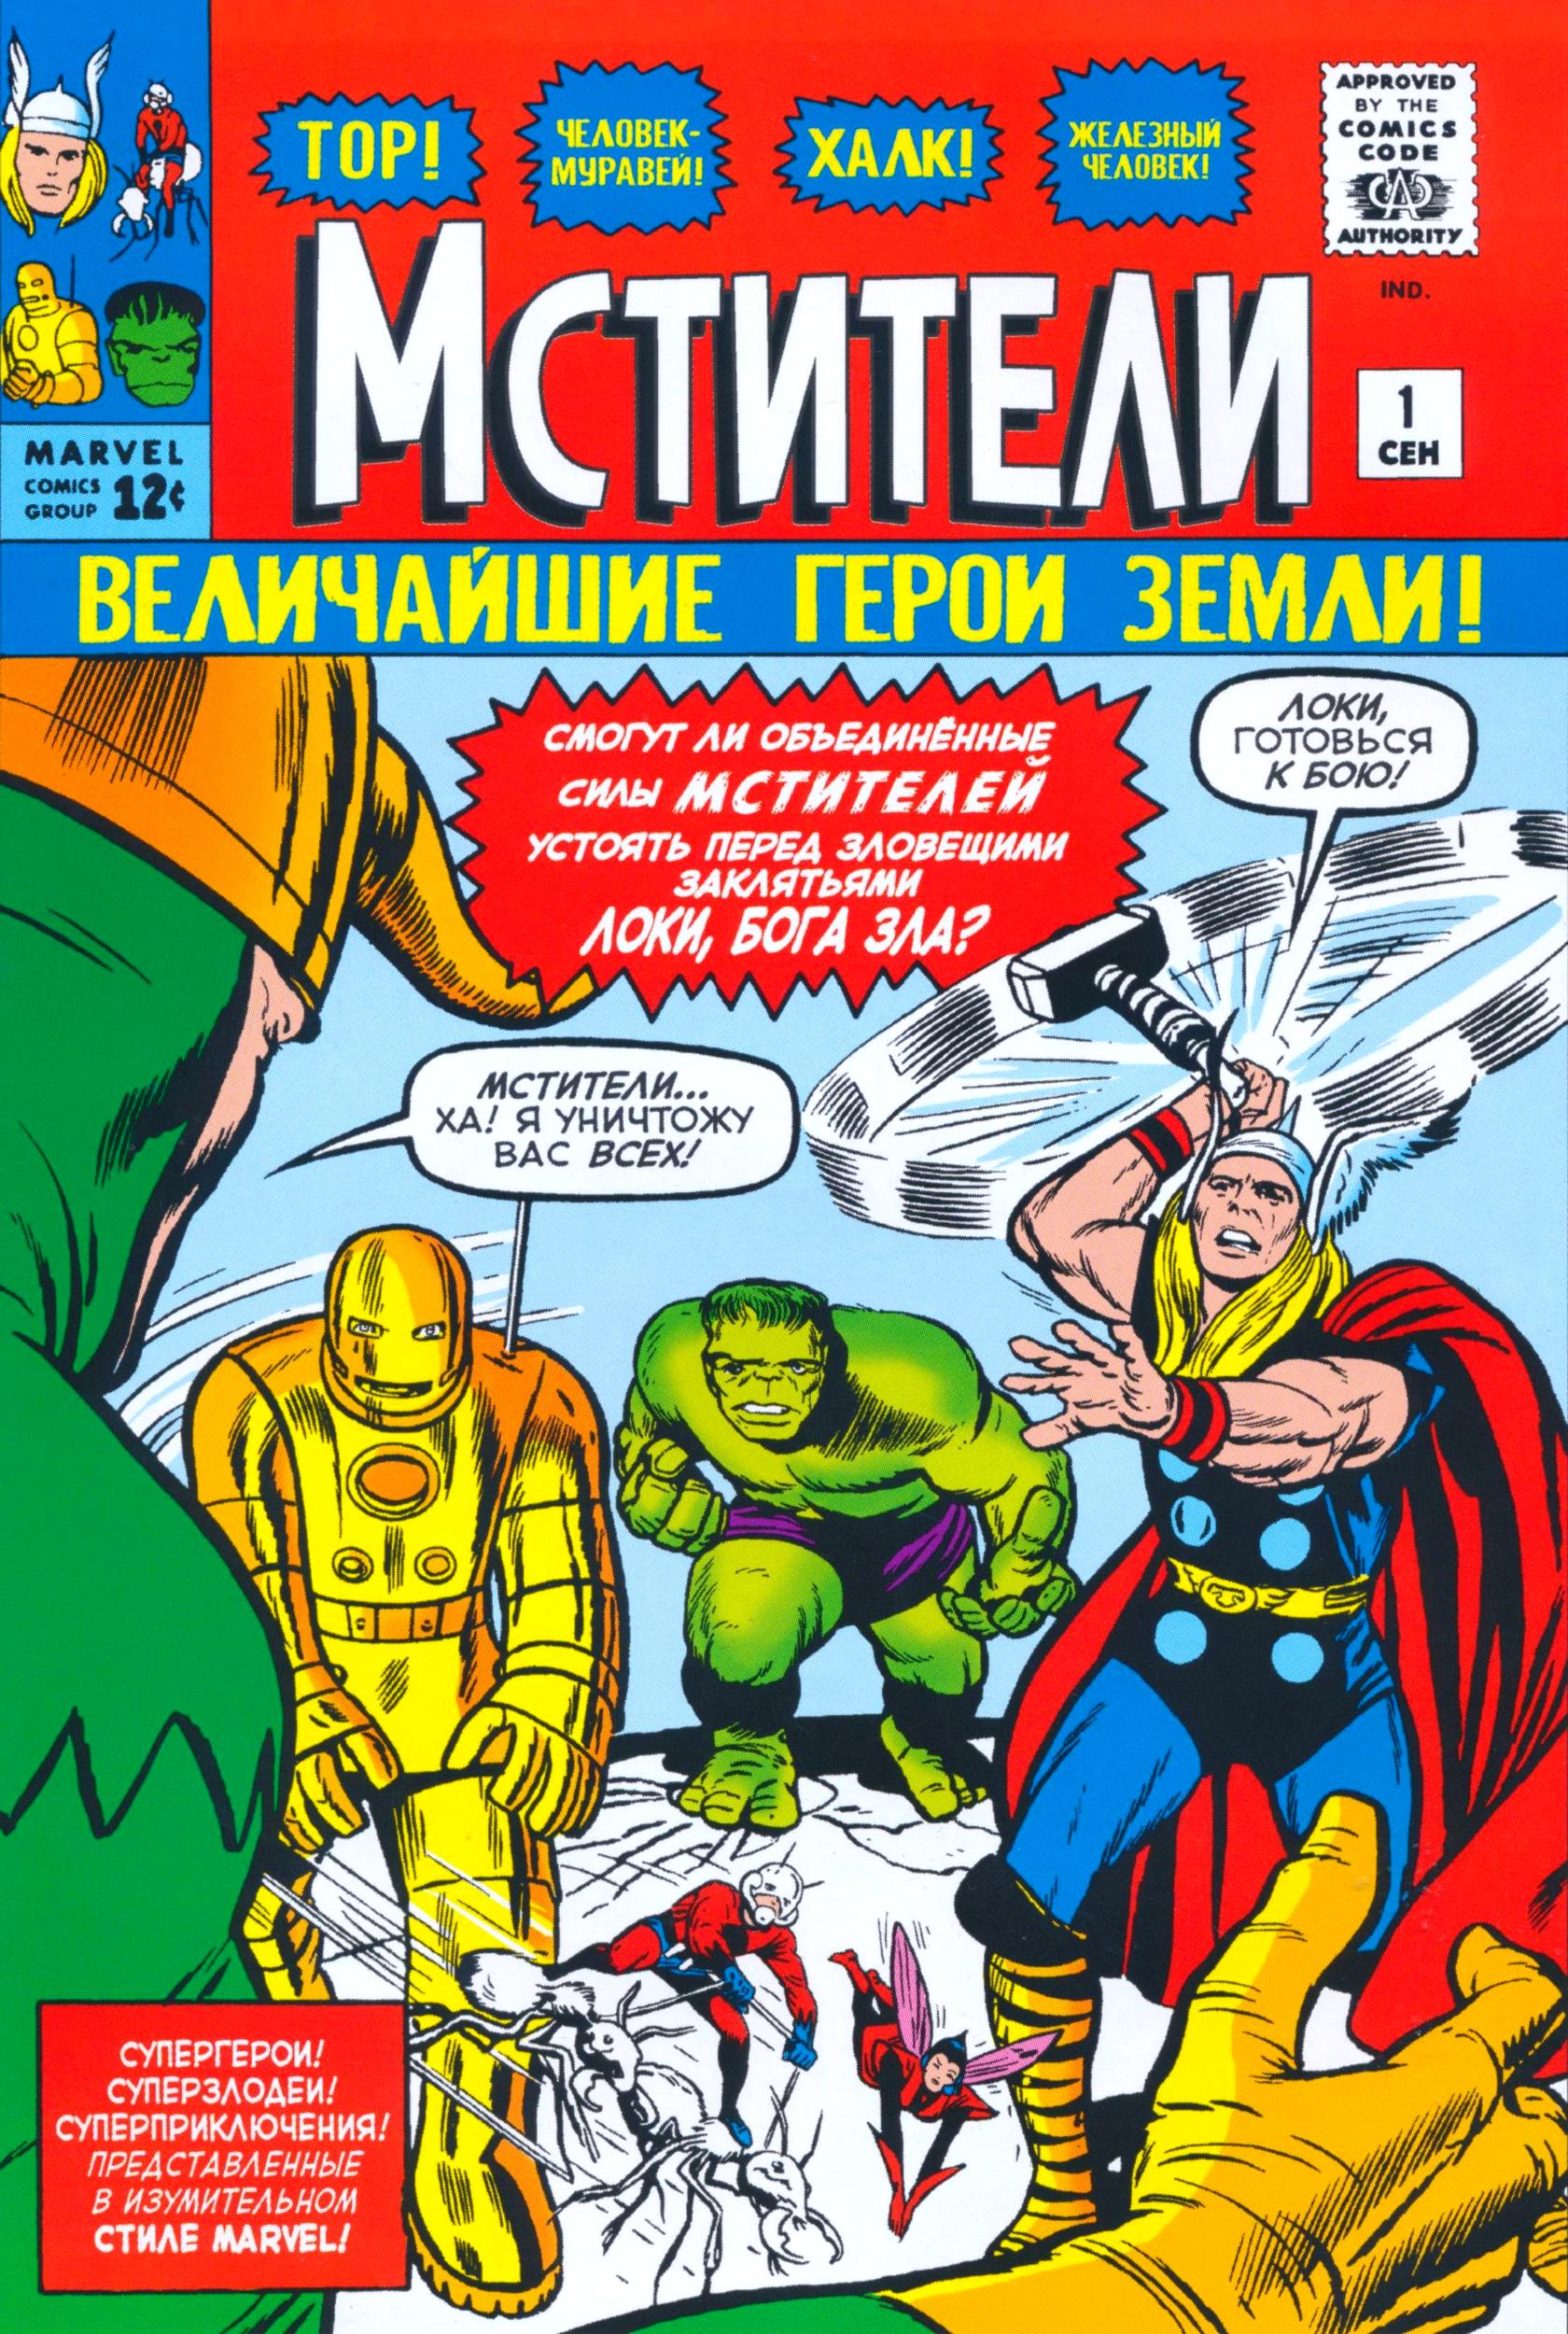 ТОР!
ЧЕЛОВЕК-
МУРАВЕЙ!
ХАЛК!
ЖЕЛЕЗНЫЙ
ЧЕЛОВЕК!
APPROVED
BY THE
COMICS
CODE
CA
AUTHORITY
IND.
МСТИТЕЛИ
1
СЕН
MARVEL
COMICS
GROUP 12¢
ВЕЛИЧАЙШИЕ ГЕРОИ ЗЕМЛИ!
СМОГУТ ЛИ ОБЪЕДИНЁННЫЕ
СИЛЫ МСТИТЕЛЕЙ
УСТОЯТЬ ПЕРЕД ЗЛОВЕЩИМИ
ЗАКЛЯТЬЯМИ
ЛОКИ, БОГА ЗЛА?
ЛОКИ,
ГОТОВЬСЯ
К БОЮ!
МСТИТЕЛИ...
ХА! Я УНИЧТОЖУ
ВАС ВСЕХ!
СУПЕРГЕРОИ!
СУПЕРЗЛОДЕИ!
СУПЕРПРИКЛЮЧЕНИЯ!
ПРЕДСТАВЛЕННЫЕ
В ИЗУМИТЕЛЬНОМ
СТИЛЕ MARVEL!